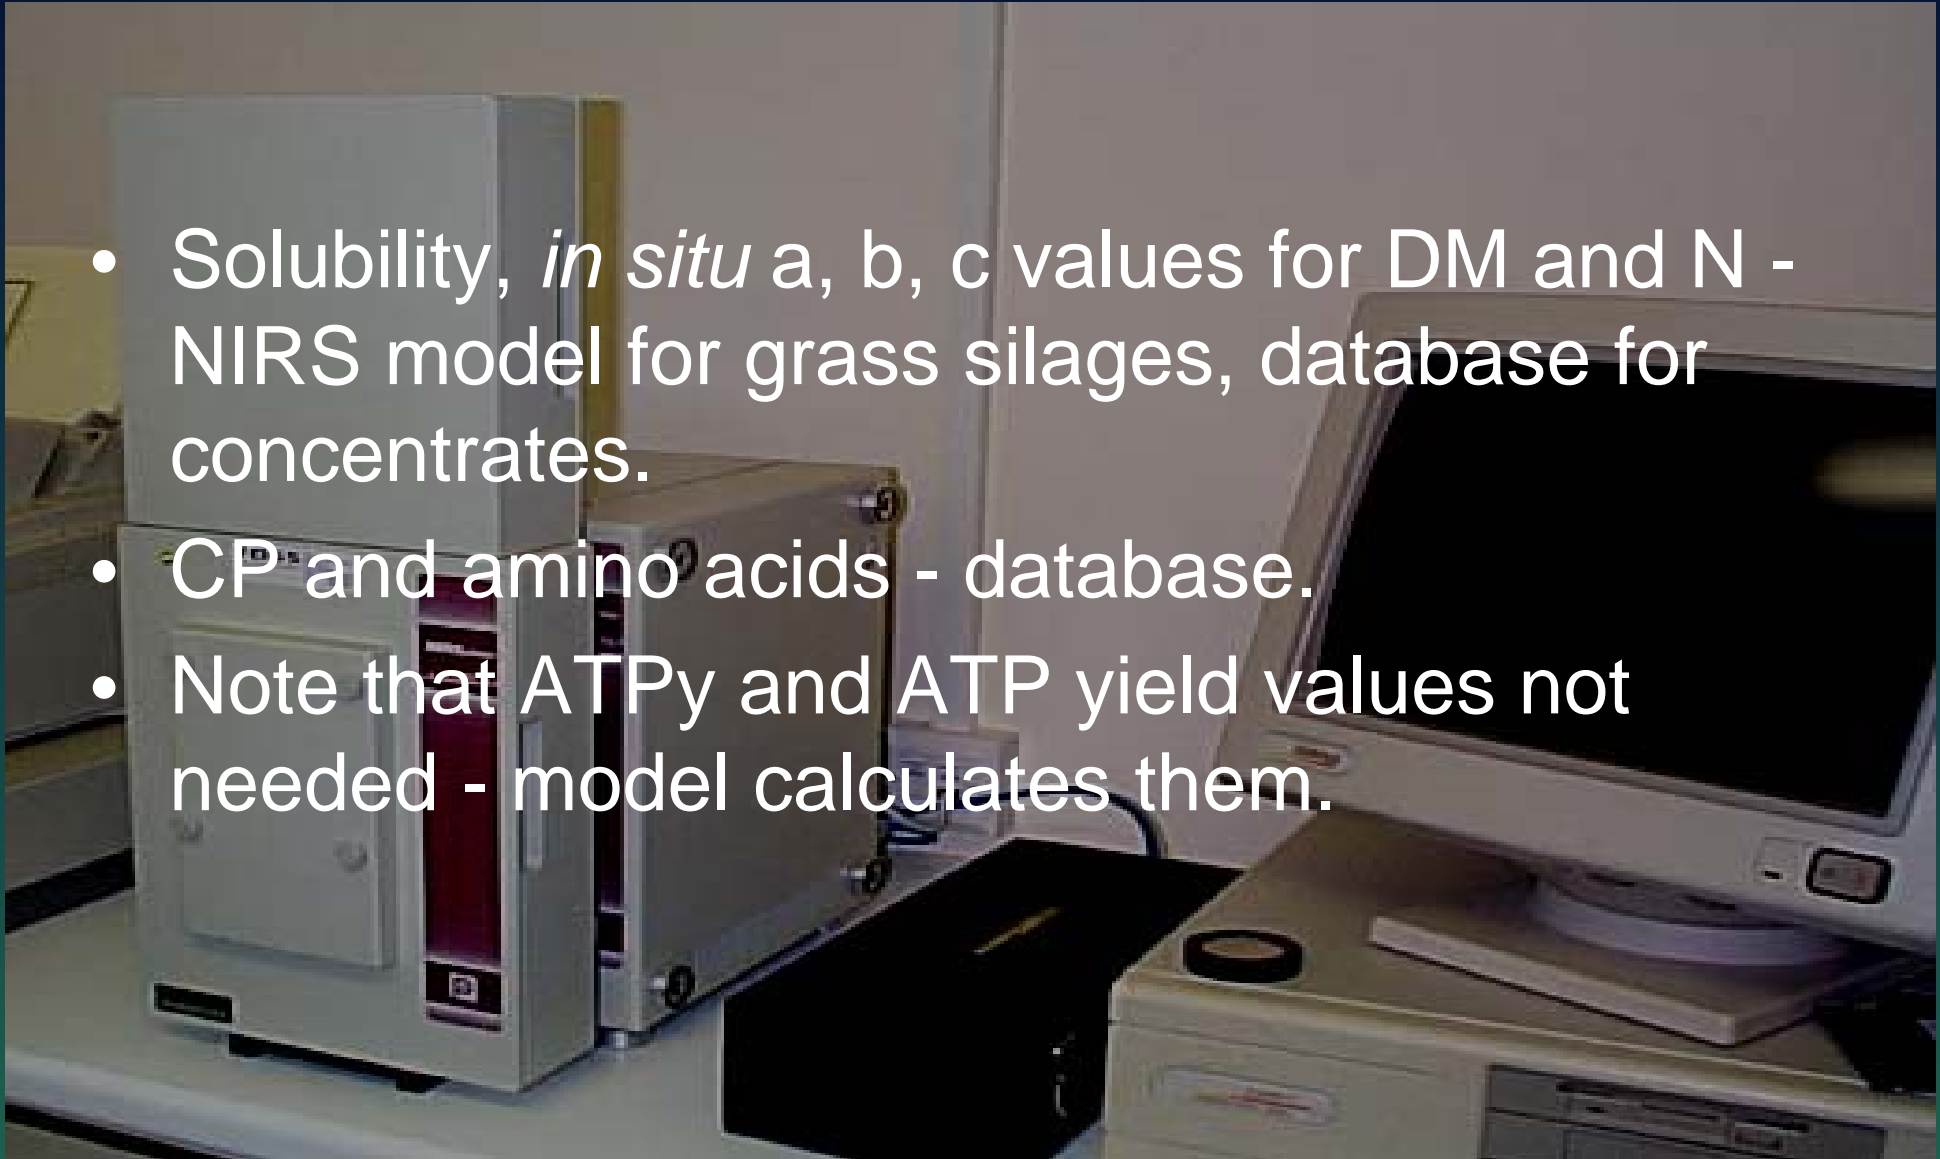 • Solubility, in situ a, b, c values for DM and N -
NIRS model for grass silages, database for
concentrates.
• CP and amino acids - database.
• Note that ATPy and ATP yield values not
needed - model calculates them.